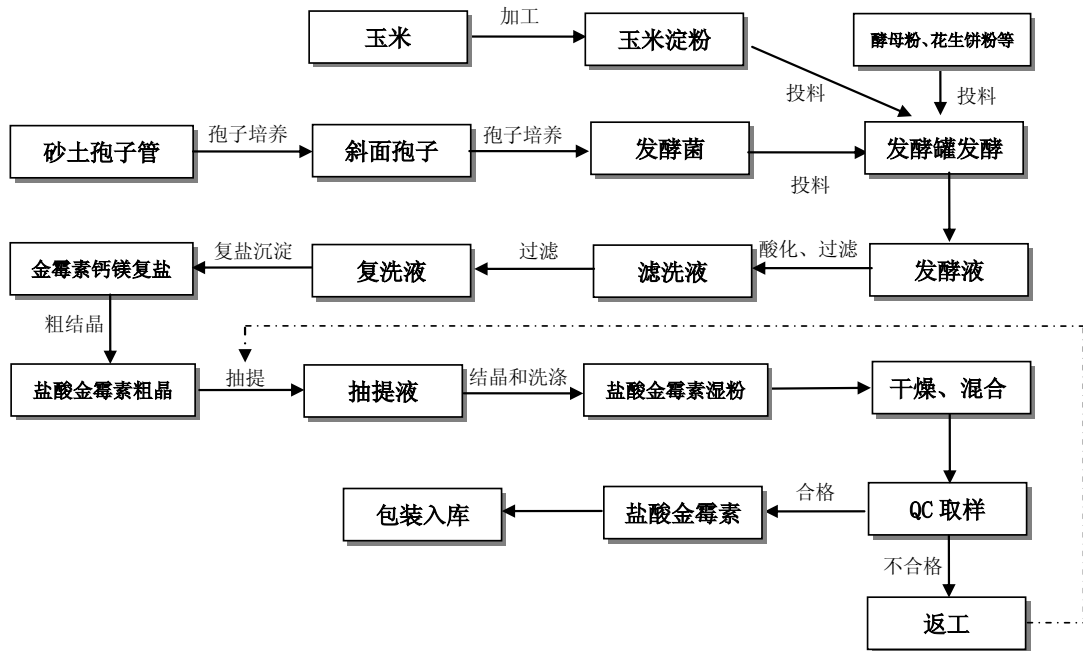 加工
玉米
玉米淀粉
酵母粉、花生饼粉等
投料
投料
砂土孢子管
孢子培养
斜面孢子
孢子培养
发酵菌
投料
发酵罐发酵
金霉素钙镁复盐
复盐沉淀
复洗液
过滤
滤洗液
酸化、过滤
发酵液
粗结晶
盐酸金霉素粗晶
抽提
抽提液
结晶和洗涤
盐酸金霉素湿粉
干燥、混合
包装入库
盐酸金霉素
合格
QC 取样
不合格
返工